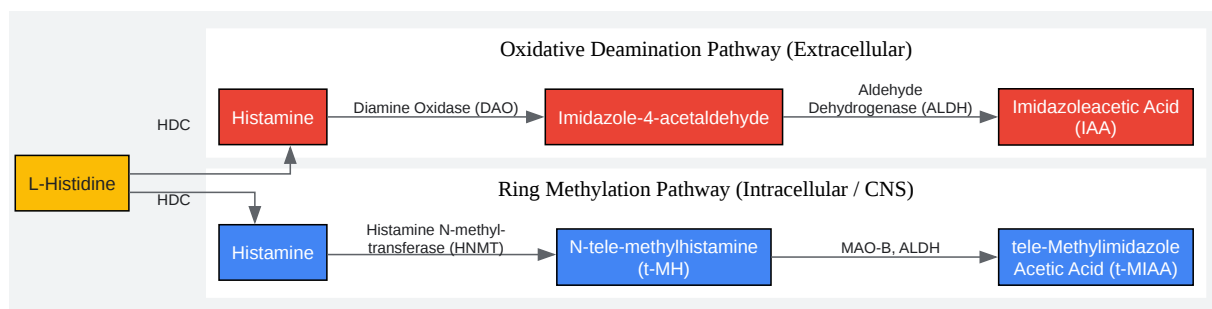 Oxidative Deamination Pathway (Extracellular)
HDC
Histamine
Diamine Oxidase (DAO)
Imidazole-4-acetaldehyde
Aldehyde
Dehydrogenase (ALDH)
Imidazoleacetic Acid
(IAA)
L-Histidine
HDC
Ring Methylation Pathway (Intracellular / CNS)
Histamine
Histamine N-methyl-
transferase (HNMT)
N-tele-methylhistamine
(t-MH)
MAO-B, ALDH
tele-Methylimidazole
Acetic Acid (t-MIAA)